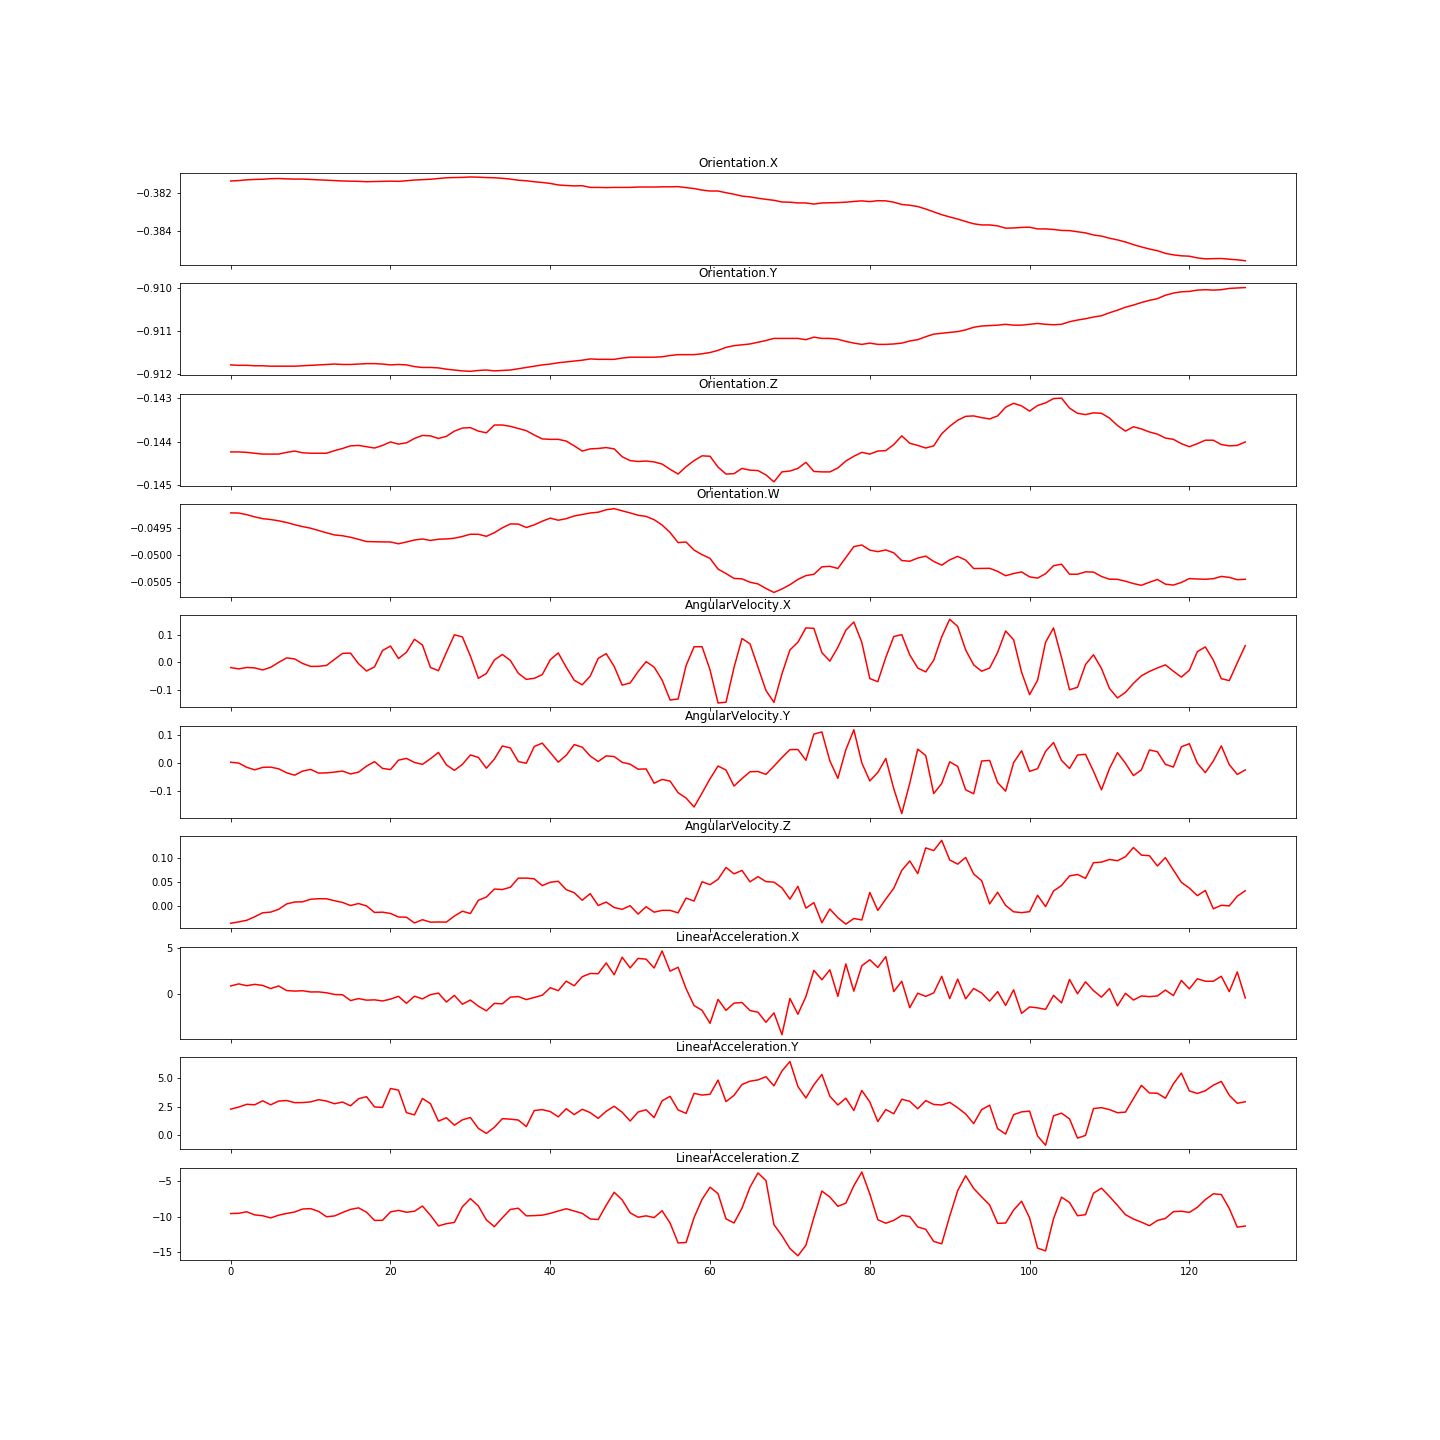 Orientation.X
−0.382
−0.384
Orientation.Y
−0.910
−0.911
−0.912
Orientation.Z
−0.143
−0.144
−0.145
Orientation.W
−0.0495
−0.0500
−0.0505
AngularVelocity.X
0.1
0.0
−0.1
AngularVelocity.Y
0.1
0.0
−0.1
AngularVelocity.Z
0.10
0.05
0.00
LinearAcceleration.X
5
0
LinearAcceleration.Y
5.0
2.5
0.0
LinearAcceleration.Z
−5
−10
−15
0 20 40 60 80 100 120